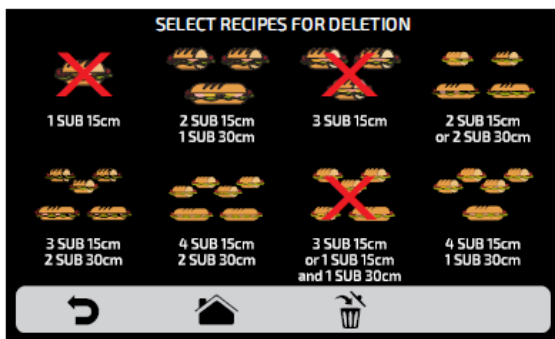 SELECT RECIPES FOR DELETION
1 SUB 15cm
2 SUB 15cm
1 SUB 30cm
3 SUB 15cm
2 SUB 15cm
or 2 SUB 30cm
3 SUB 15cm
2 SUB 30cm
4 SUB 15cm
2 SUB 30cm
3 SUB 15cm
or 1 SUB 15cm
and 1 SUB 30cm
4 SUB 15cm
1 SUB 30cm